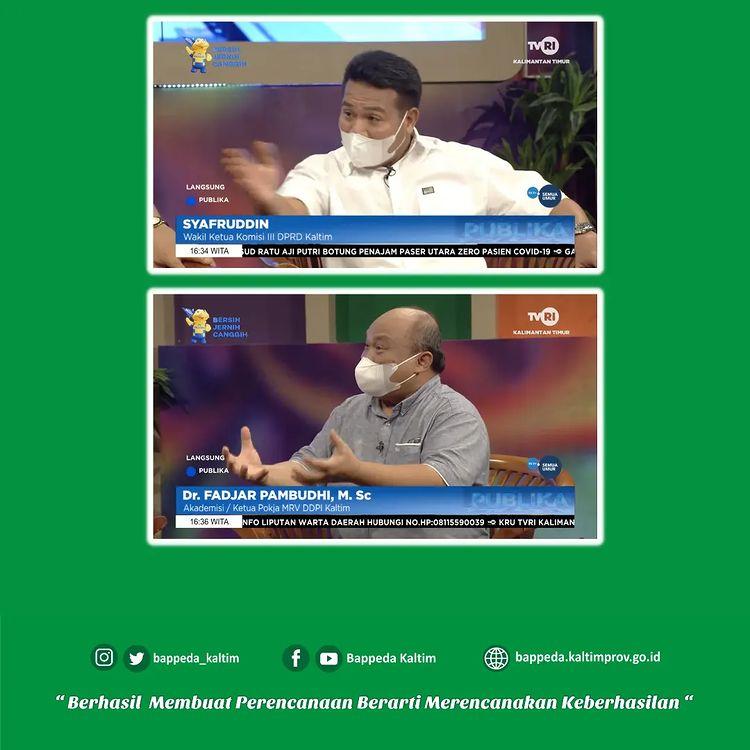 BERSIH
JERNIH
CANGGIH
TVRI
KALIMANTAN TIMUR
LANGSUNG
PUBLIKA
SEMUA
UMUR
SYAFRUDDIN
Wakil Ketua Komisi III DPRD Kaltim
PUBLIKA
16:34 WITA
SUD RATU AJI PUTRI BOTUNG PENAJAM PASER UTARA ZERO PASIEN COVID-19 GA
BERSIH
JERNIH
CANGGIH
TVRI
KALIMANTAN TIMUR
LANGSUNG
PUBLIKA
SEMUA
UMUR
Dr. FADJAR PAMBUDHI, M. Sc
Akademisi / Ketua Pokja MRV DDPI Kaltim
PUBLIKA
16:36 WITA
NFO LIPUTAN WARTA DAERAH HUBUNGI NO.HP:08115590039 KRU TVRI KALIMAN
bappeda_kaltim
Bappeda Kaltim
bappeda.kaltimprov.go.id
“ Berhasil Membuat Perencanaan Berarti Merencanakan Keberhasilan “